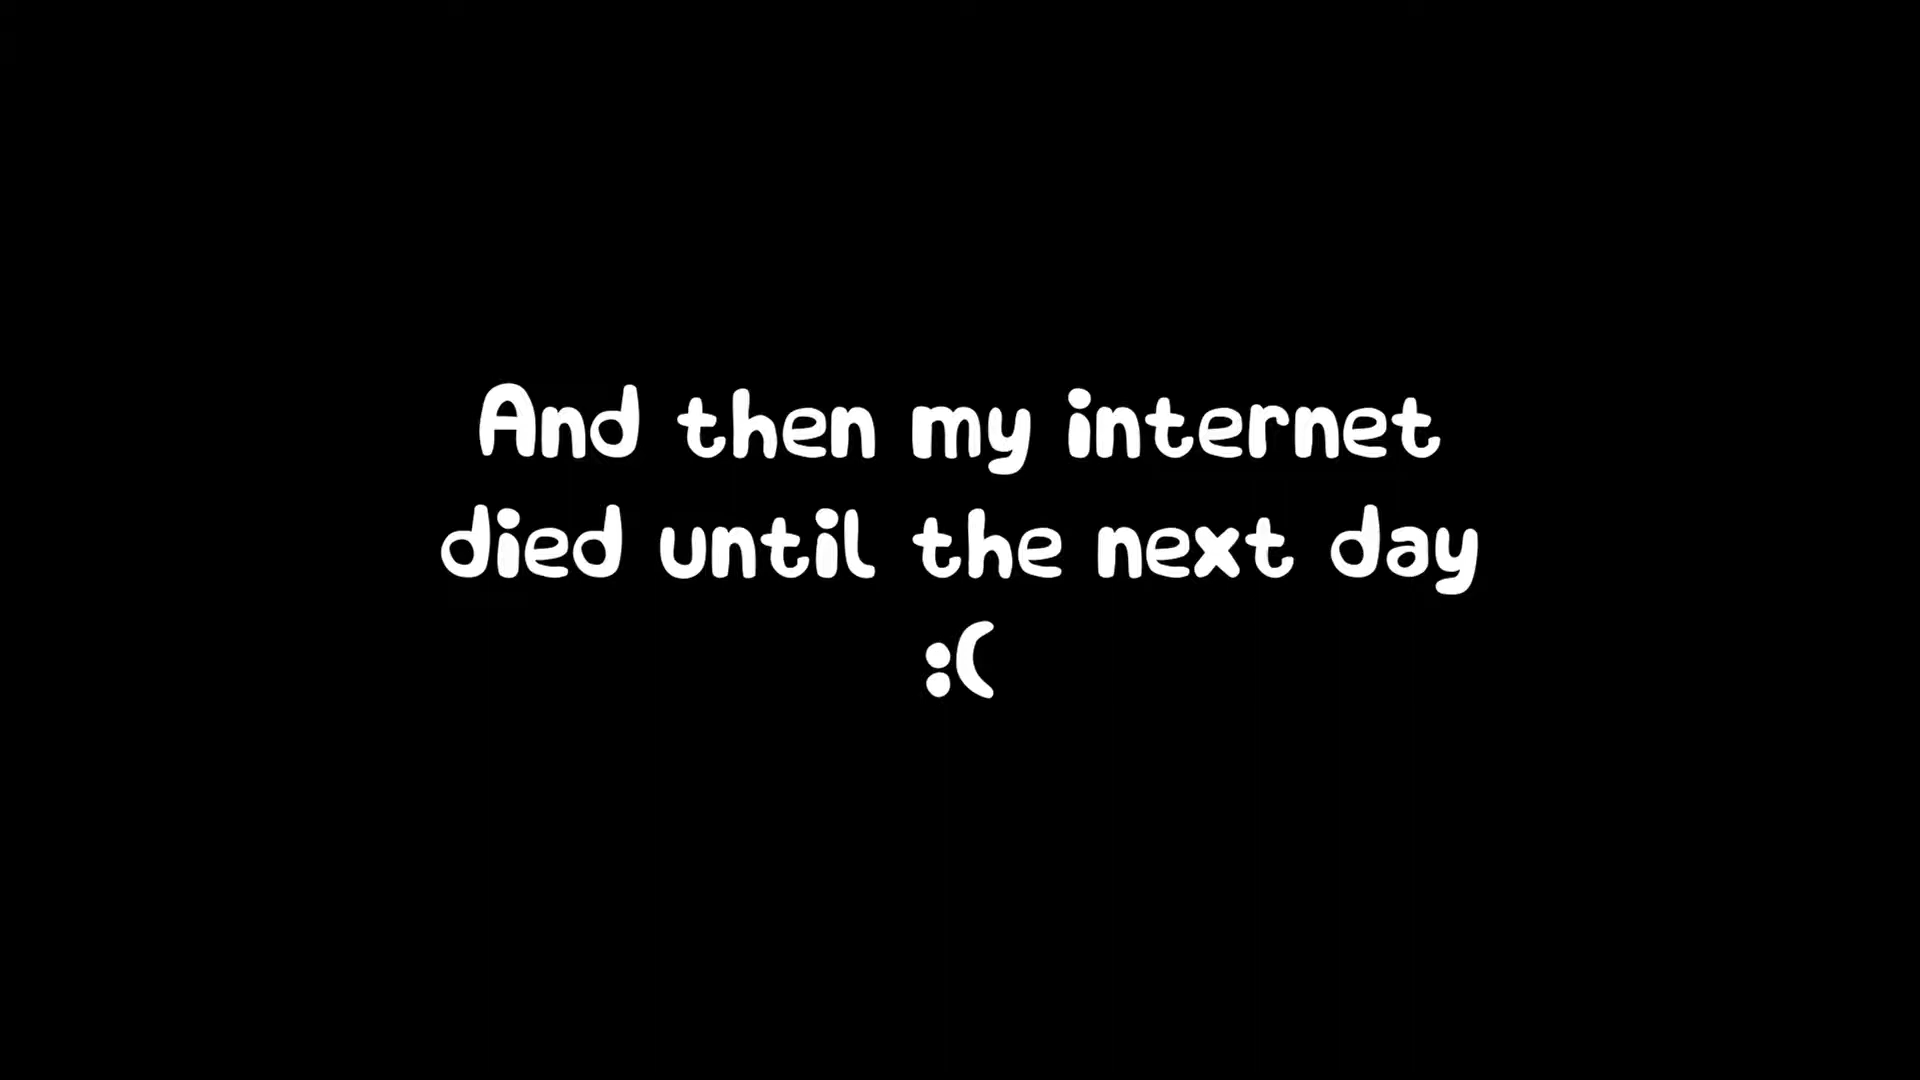 And then my internet
died until the next day
:(